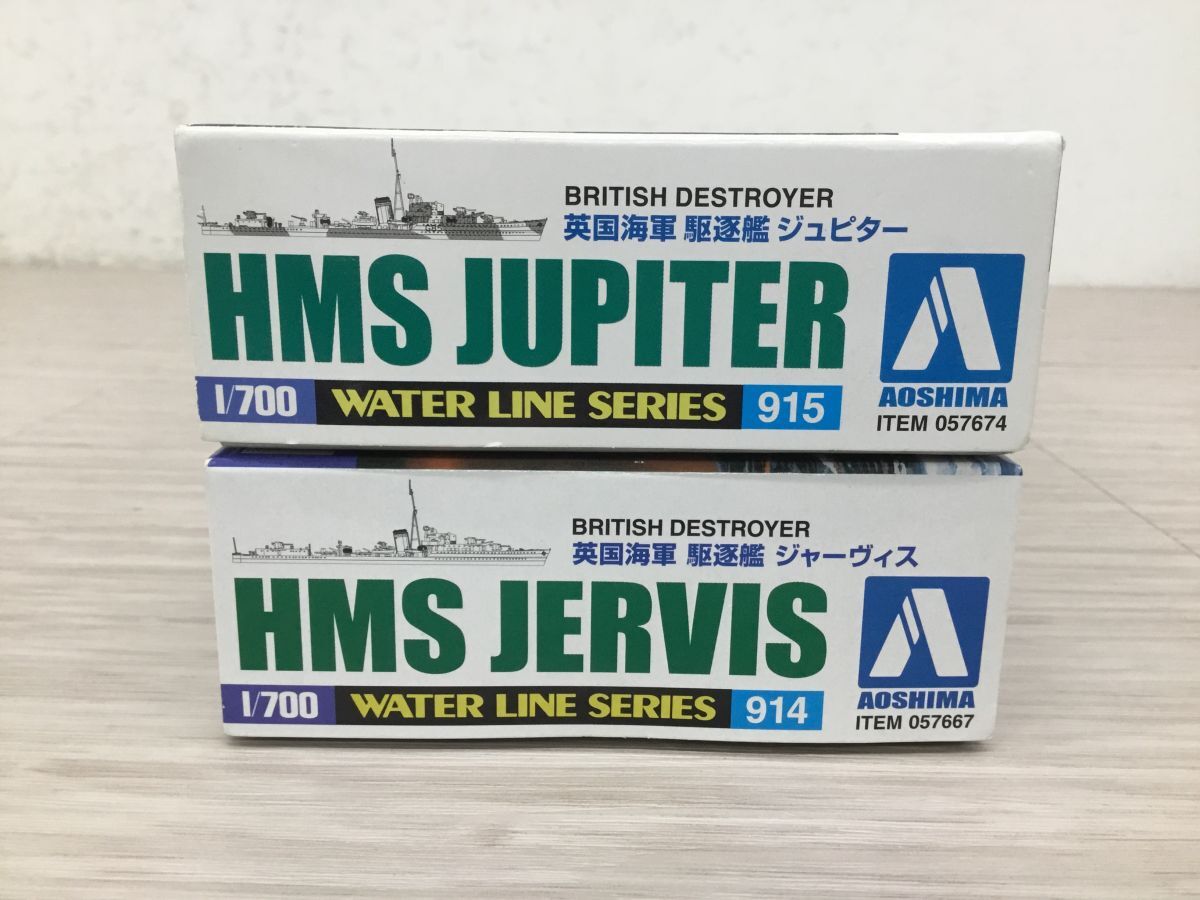 BRITISH DESTROYER
英国海軍 駆逐艦 ジュピター
HMS JUPITER
1/700 WATER LINE SERIES 915
AOSHIMA
ITEM 057674
BRITISH DESTROYER
英国海軍 駆逐艦 ジャーヴィス
HMS JERVIS
1/700 WATER LINE SERIES 914
AOSHIMA
ITEM 057667